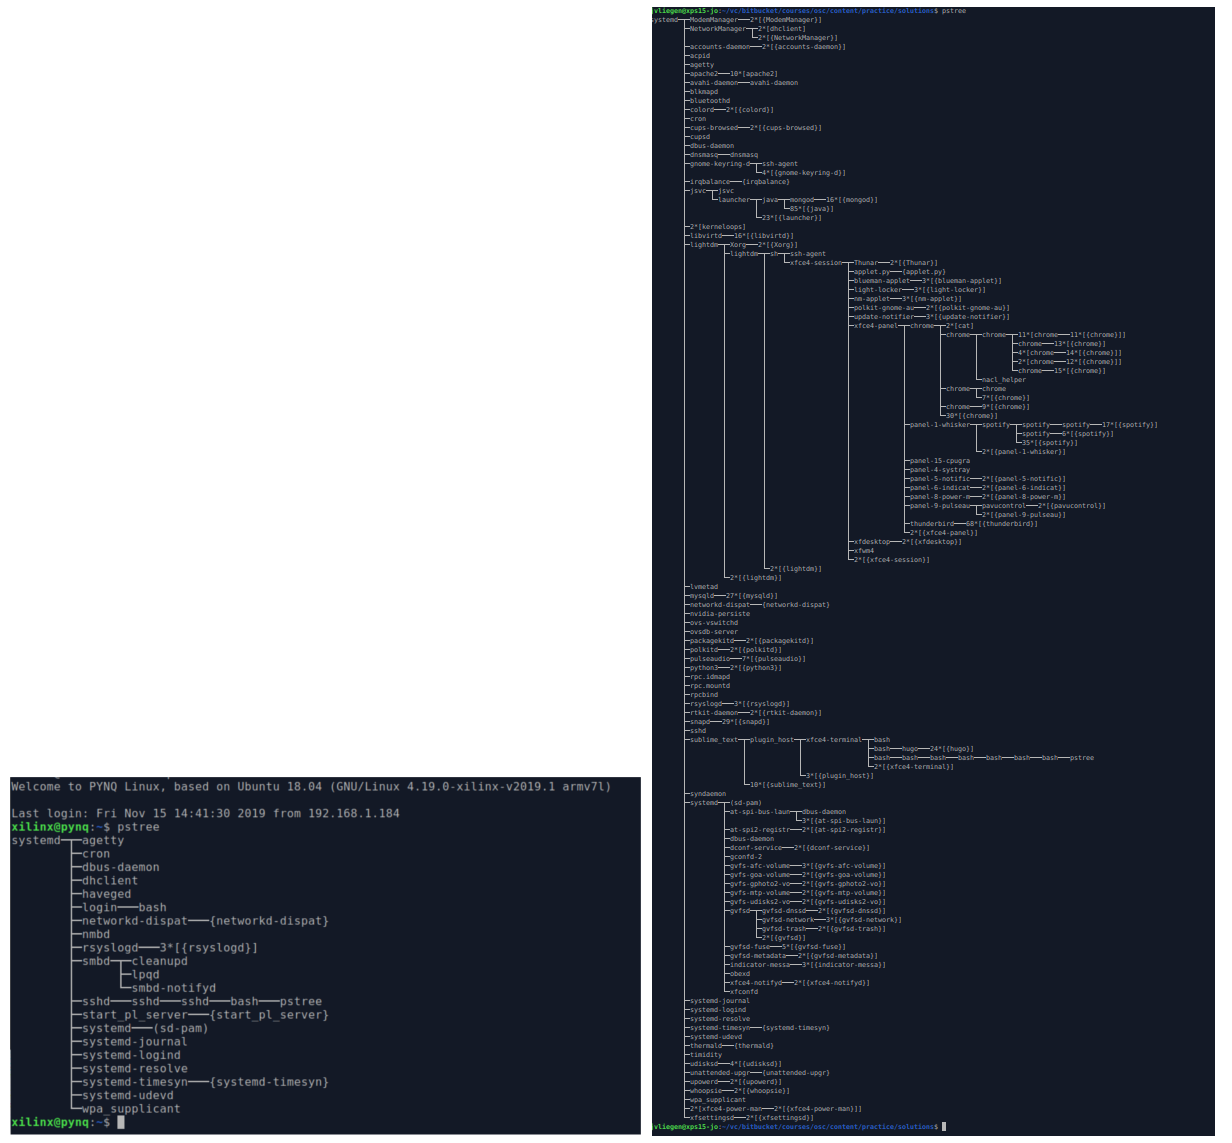 Welcome to PYNQ Linux, based on Ubuntu 18.04 (GNU/Linux 4.19.0-xilinx-v2019.1 armv7l)
Last login: Fri Nov 15 14:41:30 2019 from 192.168.1.184
xilinx@pynq:~$ pstree
systemd─┬─agetty
├─cron
├─dbus-daemon
├─dhclient
├─haveged
├─login───bash
├─networkd-dispat───{networkd-dispat}
├─nmbd
├─rsyslogd───3*[{rsyslogd}]
├─smbd─┬─cleanupd
│ ├─lpqd
│ └─smbd-notifyd
├─sshd───sshd───sshd───bash───pstree
├─start_pl_server───{start_pl_server}
├─systemd───(sd-pam)
├─systemd-journal
├─systemd-logind
├─systemd-resolve
├─systemd-timesyn───{systemd-timesyn}
├─systemd-udevd
└─wpa_supplicant
xilinx@pynq:~$
jvliegen@xps15-jo:~/vc/bitbucket/courses/osc/content/practice/solutions$ pstree
systemd─┬─ModemManager───2*[{ModemManager}]
├─NetworkManager─┬─2*[dhclient]
│ └─2*[{NetworkManager}]
├─accounts-daemon───2*[{accounts-daemon}]
├─acpid
├─agetty
├─apache2───10*[apache2]
├─avahi-daemon───avahi-daemon
├─blkmapd
├─bluetoothd
├─colord───2*[{colord}]
├─cron
├─cups-browsed───2*[{cups-browsed}]
├─cupsd
├─dbus-daemon
├─dnsmasq───dnsmasq
├─gnome-keyring-d─┬─ssh-agent
│ └─4*[{gnome-keyring-d}]
├─irqbalance───{irqbalance}
├─jsvc─┬─jsvc
│ └─launcher─┬─java─┬─mongod───16*[{mongod}]
│ │ └─85*[{java}]
│ └─23*[{launcher}]
├─2*[kerneloops]
├─libvirtd───16*[{libvirtd}]
├─lightdm─┬─Xorg───2*[{Xorg}]
│ ├─lightdm─┬─sh─┬─ssh-agent
│ │ │ └─xfce4-session─┬─Thunar───2*[{Thunar}]
│ │ │ ├─applet.py───{applet.py}
│ │ │ ├─blueman-applet───3*[{blueman-applet}]
│ │ │ ├─light-locker───3*[{light-locker}]
│ │ │ ├─nm-applet───3*[{nm-applet}]
│ │ │ ├─polkit-gnome-au───2*[{polkit-gnome-au}]
│ │ │ ├─update-notifier───3*[{update-notifier}]
│ │ │ ├─xfce4-panel─┬─chrome─┬─2*[cat]
│ │ │ │ │ ├─chrome─┬─chrome─┬─11*[chrome───11*[{chrome}]]
│ │ │ │ │ │ │ ├─chrome───13*[{chrome}]
│ │ │ │ │ │ │ ├─4*[chrome───14*[{chrome}]]
│ │ │ │ │ │ │ ├─2*[chrome───12*[{chrome}]]
│ │ │ │ │ │ │ └─chrome───15*[{chrome}]
│ │ │ │ │ │ └─nacl_helper
│ │ │ │ │ ├─chrome─┬─chrome
│ │ │ │ │ │ └─7*[{chrome}]
│ │ │ │ │ ├─chrome───9*[{chrome}]
│ │ │ │ │ └─30*[{chrome}]
│ │ │ │ ├─panel-1-whisker─┬─spotify─┬─spotify───spotify───17*[{spotify}]
│ │ │ │ │ │ ├─spotify───6*[{spotify}]
│ │ │ │ │ │ └─35*[{spotify}]
│ │ │ │ │ └─2*[{panel-1-whisker}]
│ │ │ │ ├─panel-15-cpugra
│ │ │ │ ├─panel-4-systray
│ │ │ │ ├─panel-5-notific───2*[{panel-5-notific}]
│ │ │ │ ├─panel-6-indicat───2*[{panel-6-indicat}]
│ │ │ │ ├─panel-8-power-m───2*[{panel-8-power-m}]
│ │ │ │ ├─panel-9-pulseau─┬─pavucontrol───2*[{pavucontrol}]
│ │ │ │ │ └─2*[{panel-9-pulseau}]
│ │ │ │ ├─thunderbird───68*[{thunderbird}]
│ │ │ │ └─2*[{xfce4-panel}]
│ │ │ ├─xfdesktop───2*[{xfdesktop}]
│ │ │ ├─xfwm4
│ │ │ └─2*[{xfce4-session}]
│ │ └─2*[{lightdm}]
│ └─2*[{lightdm}]
├─lvmetad
├─mysqld───27*[{mysqld}]
├─networkd-dispat───{networkd-dispat}
├─nvidia-persiste
├─ovs-vswitchd
├─ovsdb-server
├─packagekitd───2*[{packagekitd}]
├─polkitd───2*[{polkitd}]
├─pulseaudio───7*[{pulseaudio}]
├─python3───2*[{python3}]
├─rpc.idmapd
├─rpc.mountd
├─rpcbind
├─rsyslogd───3*[{rsyslogd}]
├─rtkit-daemon───2*[{rtkit-daemon}]
├─snapd───29*[{snapd}]
├─sshd
├─sublime_text─┬─plugin_host─┬─xfce4-terminal─┬─bash
│ │ │ ├─bash───hugo───24*[{hugo}]
│ │ │ ├─bash───bash───bash───bash───bash───bash───bash───pstree
│ │ │ └─2*[{xfce4-terminal}]
│ │ └─3*[{plugin_host}]
│ └─10*[{sublime_text}]
├─syndaemon
├─systemd─┬─(sd-pam)
│ ├─at-spi-bus-laun─┬─dbus-daemon
│ │ └─3*[{at-spi-bus-laun}]
│ ├─at-spi2-registr───2*[{at-spi2-registr}]
│ ├─dbus-daemon
│ ├─dconf-service───2*[{dconf-service}]
│ ├─gconfd-2
│ ├─gvfs-afc-volume───3*[{gvfs-afc-volume}]
│ ├─gvfs-goa-volume───2*[{gvfs-goa-volume}]
│ ├─gvfs-gphoto2-vo───2*[{gvfs-gphoto2-vo}]
│ ├─gvfs-mtp-volume───2*[{gvfs-mtp-volume}]
│ ├─gvfs-udisks2-vo───2*[{gvfs-udisks2-vo}]
│ ├─gvfsd─┬─gvfsd-dnssd───2*[{gvfsd-dnssd}]
│ │ ├─gvfsd-network───3*[{gvfsd-network}]
│ │ ├─gvfsd-trash───2*[{gvfsd-trash}]
│ │ └─2*[{gvfsd}]
│ ├─gvfsd-fuse───5*[{gvfsd-fuse}]
│ ├─gvfsd-metadata───2*[{gvfsd-metadata}]
│ ├─indicator-messa───3*[{indicator-messa}]
│ ├─obexd
│ ├─xfce4-notifyd───2*[{xfce4-notifyd}]
│ └─xfconfd
├─systemd-journal
├─systemd-logind
├─systemd-resolve
├─systemd-timesyn───{systemd-timesyn}
├─systemd-udevd
├─thermald───{thermald}
├─timidity
├─udisksd───4*[{udisksd}]
├─unattended-upgr───{unattended-upgr}
├─upowerd───2*[{upowerd}]
├─whoopsie───2*[{whoopsie}]
├─wpa_supplicant
├─2*[xfce4-power-man───2*[{xfce4-power-man}]]
└─xfsettingsd───2*[{xfsettingsd}]
jvliegen@xps15-jo:~/vc/bitbucket/courses/osc/content/practice/solutions$